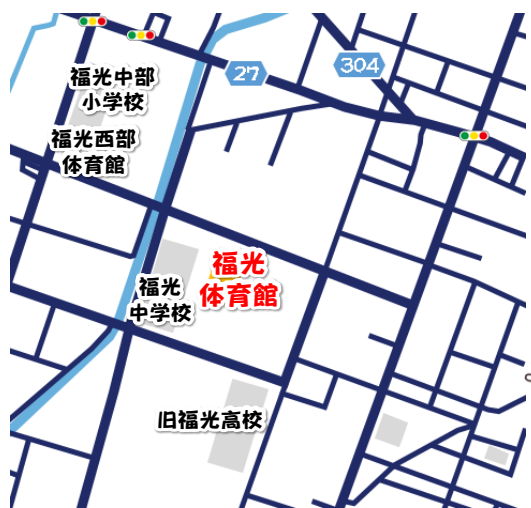 304
27
福光中部
小学校
福光西部
体育館
福光
体育館
福光
中学校
旧福光高校